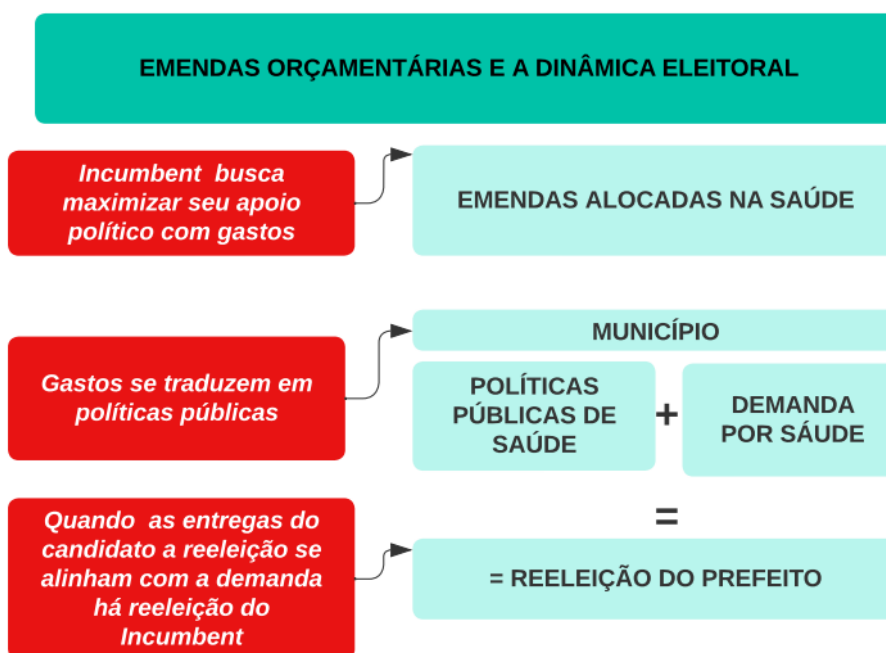 EMENDAS ORÇAMENTÁRIAS E A DINÂMICA ELEITORAL
Incumbent busca
maximizar seu apoio
político com gastos
EMENDAS ALOCADAS NA SAÚDE
Gastos se traduzem em
políticas públicas
MUNICÍPIO
POLÍTICAS
PÚBLICAS DE
SAÚDE
+
DEMANDA
POR SÁUDE
=
Quando as entregas do
candidato a reeleição se
alinham com a demanda
há reeleição do
Incumbent
= REELEIÇÃO DO PREFEITO